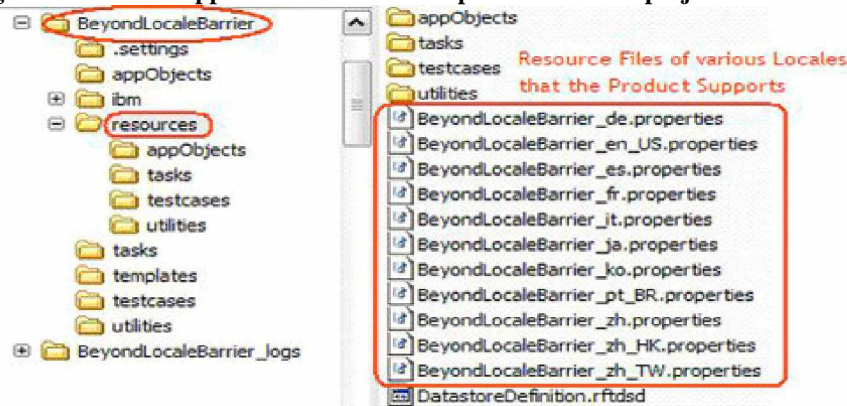 BeyondLocaleBarrier
.settings
appObjects
ibm
resources
appObjects
tasks
testcases
utilities
tasks
templates
testcases
utilities
BeyondLocaleBarrier_logs
appObjects
tasks
testcases
utilities
Resource Files of various Locales
that the Product Supports
BeyondLocaleBarrier_de.properties
BeyondLocaleBarrier_en_US.properties
BeyondLocaleBarrier_es.properties
BeyondLocaleBarrier_fr.properties
BeyondLocaleBarrier_it.properties
BeyondLocaleBarrier_ja.properties
BeyondLocaleBarrier_ko.properties
BeyondLocaleBarrier_pt_BR.properties
BeyondLocaleBarrier_zh.properties
BeyondLocaleBarrier_zh_HK.properties
BeyondLocaleBarrier_zh_TW.properties
DatastoreDefinition.rftdsd